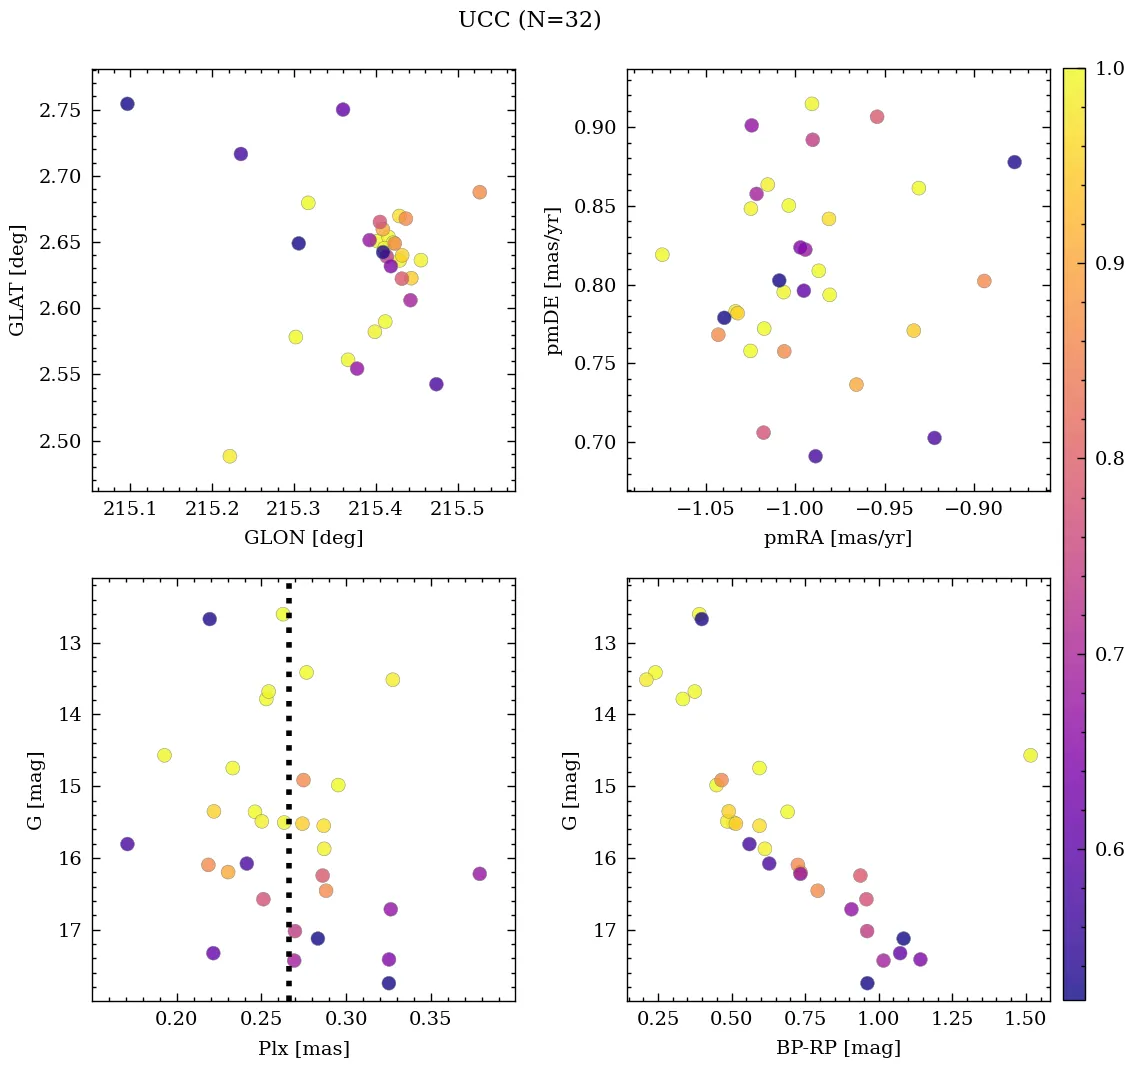 UCC (N=32)
2.75
2.70
2.65
2.60
2.55
2.50
GLAT [deg]
215.1 215.2 215.3 215.4 215.5
GLON [deg]
0.90
0.85
0.80
0.75
0.70
pmDE [mas/yr]
−1.05 −1.00 −0.95 −0.90
pmRA [mas/yr]
13
14
15
16
17
G [mag]
0.20 0.25 0.30 0.35
Plx [mas]
13
14
15
16
17
G [mag]
0.25 0.50 0.75 1.00 1.25 1.50
BP-RP [mag]
1.0
0.9
0.8
0.7
0.6